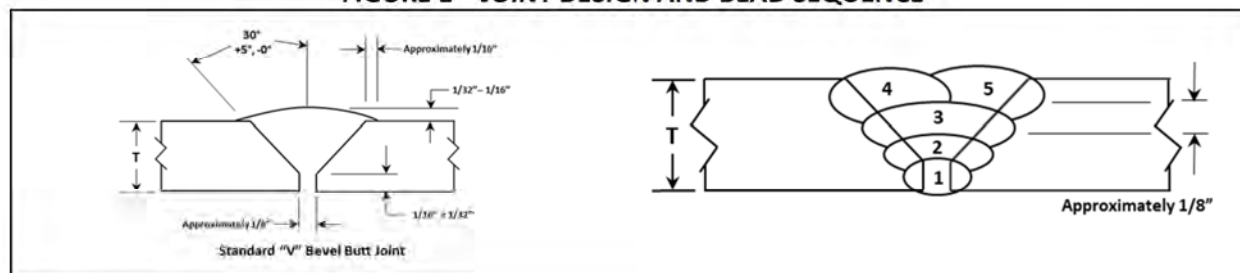 FIGURE 1 - JOINT DESIGN AND BEAD SEQUENCE
30°
+5°, -0°
Approximately 1/16"
1/32"– 1/16"
T
1/16" ± 1/32"
Approximately 1/8"
Standard "V" Bevel Butt Joint
4
5
3
2
1
T
Approximately 1/8"